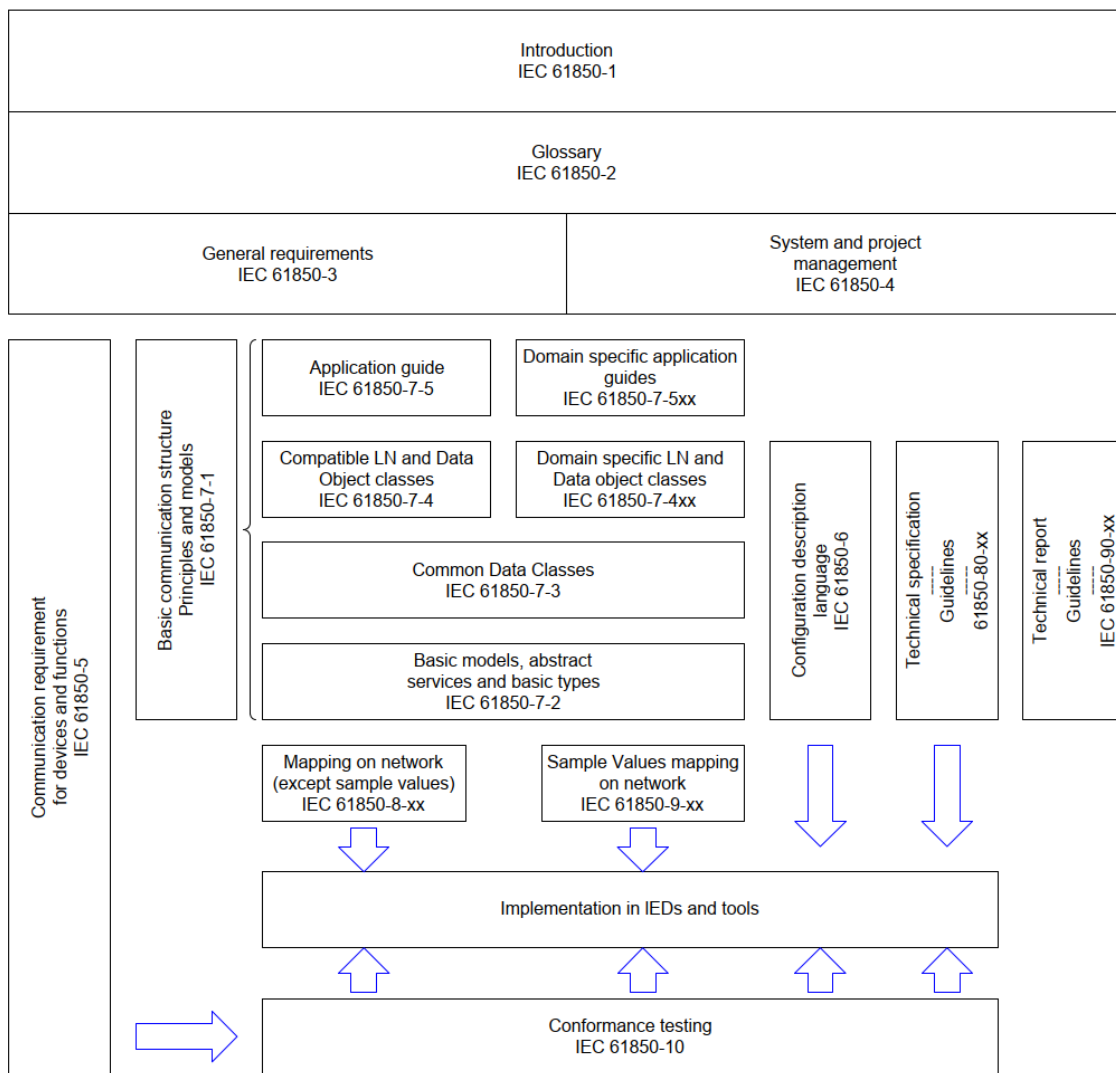 Introduction
IEC 61850-1
Glossary
IEC 61850-2
General requirements
IEC 61850-3
System and project
management
IEC 61850-4
Communication requirement
for devices and functions
IEC 61850-5
Basic communication structure
Principles and models
IEC 61850-7-1
Application guide
IEC 61850-7-5
Domain specific application
guides
IEC 61850-7-5xx
Compatible LN and Data
Object classes
IEC 61850-7-4
Domain specific LN and
Data object classes
IEC 61850-7-4xx
Common Data Classes
IEC 61850-7-3
Basic models, abstract
services and basic types
IEC 61850-7-2
Configuration description
language
IEC 61850-6
Technical specification
-----
Guidelines
-----
61850-80-xx
Technical report
-----
Guidelines
-----
IEC 61850-90-xx
Mapping on network
(except sample values)
IEC 61850-8-xx
Sample Values mapping
on network
IEC 61850-9-xx
Implementation in IEDs and tools
Conformance testing
IEC 61850-10